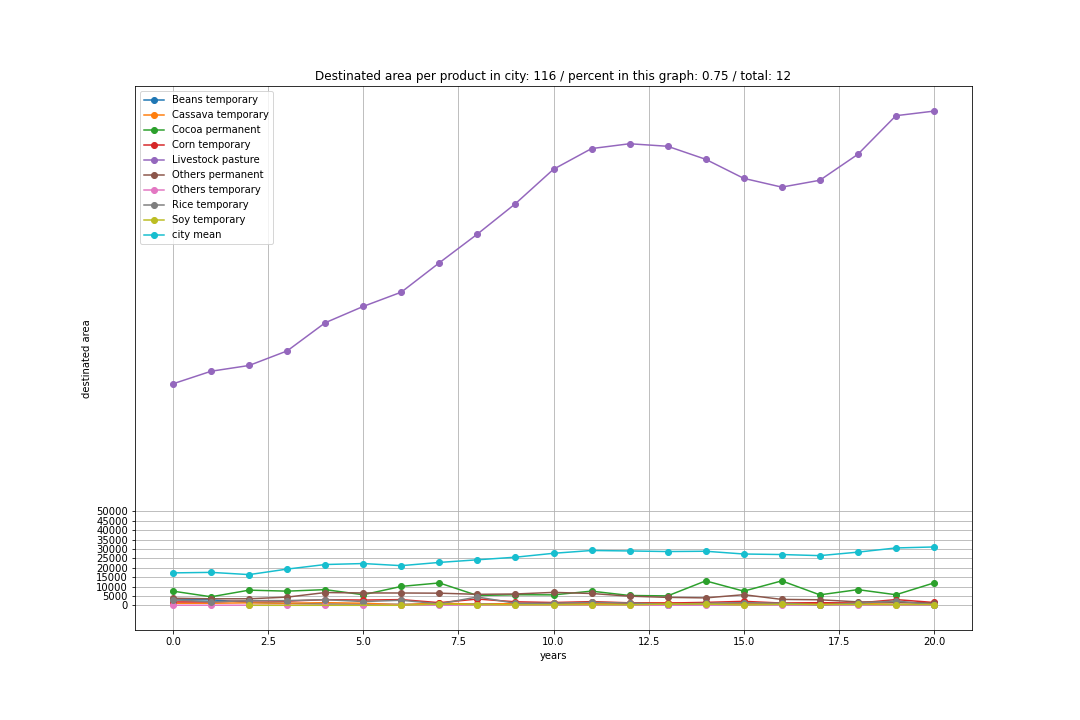 Destinated area per product in city: 116 / percent in this graph: 0.75 / total: 12
Beans temporary
Cassava temporary
Cocoa permanent
Corn temporary
Livestock pasture
Others permanent
Others temporary
Rice temporary
Soy temporary
city mean
destinated area
50000
45000
40000
35000
30000
25000
20000
15000
10000
5000
0
0.0 2.5 5.0 7.5 10.0 12.5 15.0 17.5 20.0
years